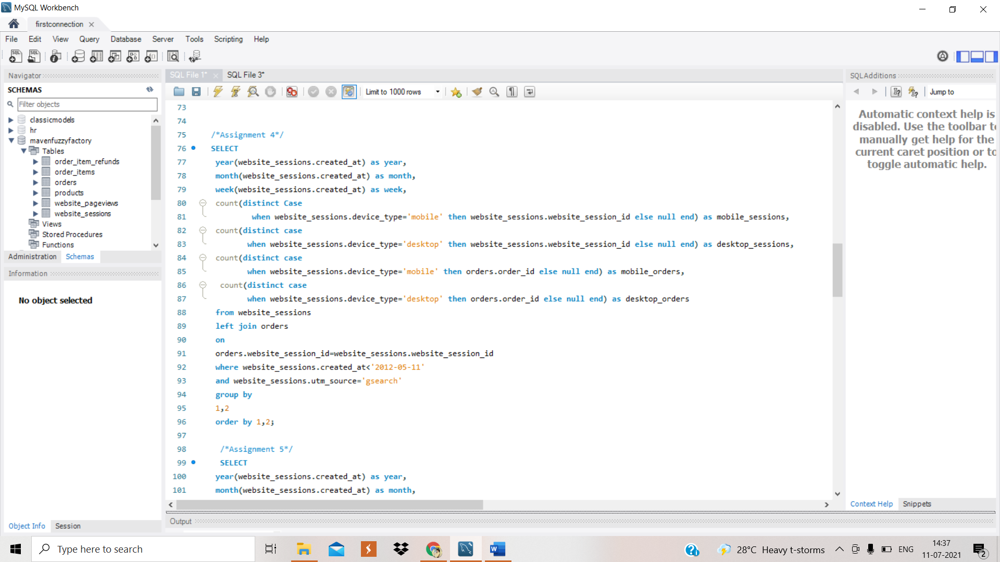 MySQL Workbench
firstconnection
File Edit View Query Database Server Tools Scripting Help
Navigator
SCHEMAS
Filter objects
classicmodels
hr
mavenfuzzyfactory
Tables
order_item_refunds
order_items
orders
products
website_pageviews
website_sessions
Views
Stored Procedures
Functions
Administration Schemas
Information
No object selected
Object Info Session
SQL File 1* SQL File 3*
Limit to 1000 rows
73
74
75 /*Assignment 4*/
76 SELECT
77 year(website_sessions.created_at) as year,
78 month(website_sessions.created_at) as month,
79 week(website_sessions.created_at) as week,
80 count(distinct Case
81 when website_sessions.device_type='mobile' then website_sessions.website_session_id else null end) as mobile_sessions,
82 count(distinct case
83 when website_sessions.device_type='desktop' then website_sessions.website_session_id else null end) as desktop_sessions,
84 count(distinct case
85 when website_sessions.device_type='mobile' then orders.order_id else null end) as mobile_orders,
86 count(distinct case
87 when website_sessions.device_type='desktop' then orders.order_id else null end) as desktop_orders
88 from website_sessions
89 left join orders
90 on
91 orders.website_session_id=website_sessions.website_session_id
92 where website_sessions.created_at<'2012-05-11'
93 and website_sessions.utm_source='gsearch'
94 group by
95 1,2
96 order by 1,2;
97
98 /*Assignment 5*/
99 SELECT
100 year(website_sessions.created_at) as year,
101 month(website_sessions.created_at) as month,
Output
SQLAdditions
Jump to
Automatic context help is
disabled. Use the toolbar to
manually get help for the
current caret position or to
toggle automatic help.
Context Help Snippets
Type here to search
28°C Heavy t-storms
ENG
14:37
11-07-2021
2